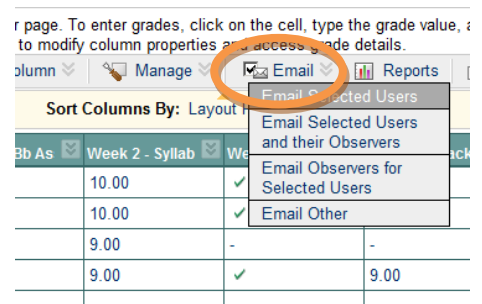 r page. To enter grades, click on the cell, type the grade value, a
to modify column properties and access grade details.
olumn Manage Email Reports
Email Selected Users
Email Selected Users
and their Observers
Email Observers for
Selected Users
Email Other
Sort Columns By: Layou
Bb As Week 2 - Syllab We ack
10.00 ✓
10.00 ✓
9.00 - -
9.00 ✓ 9.00